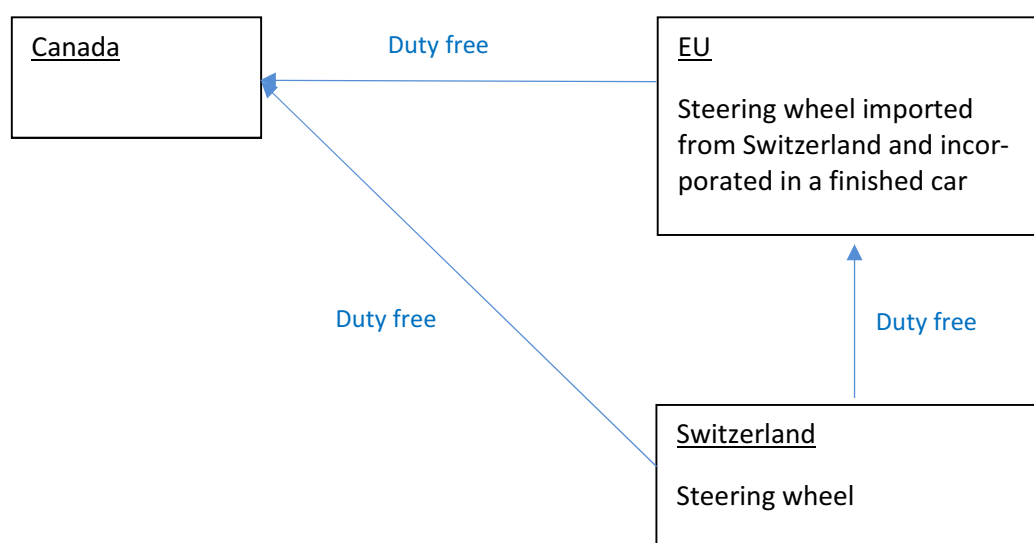 Canada
Duty free
EU
Steering wheel imported
from Switzerland and incor-
porated in a finished car
Duty free
Duty free
Switzerland
Steering wheel